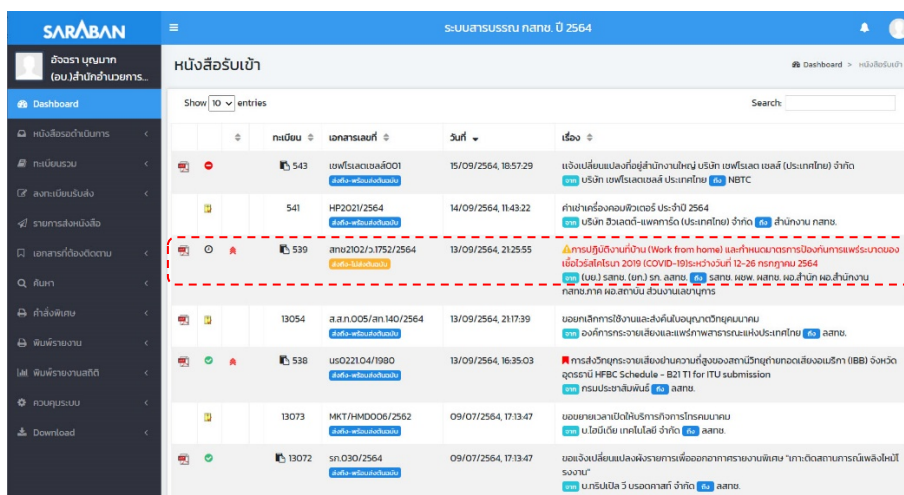 SARABAN
ระบบสารบรรณ กสทช. ปี 2564
อัจฉรา บุญมาก
(อบ.)สำนักอำนวยการ...
หนังสือรับเข้า
Dashboard > หนังสือรับเข้า
Dashboard
หนังสือรอดำเนินการ
ทะเบียนรวม
ลงทะเบียนรับส่ง
รายการส่งหนังสือ
เอกสารที่ต้องติดตาม
ค้นหา
คำสั่งพิเศษ
พิมพ์รายงาน
พิมพ์รายงานสถิติ
ควบคุมระบบ
Download
Show 10 entries
Search:
ทะเบียน เอกสารเลขที่ วันที่ เรื่อง
543 เชฟโรเลตเซลส์001 15/09/2564, 18:57:29 แจ้งเปลี่ยนแปลงที่อยู่สำนักงานใหญ่ บริษัท เชฟโรเลต เซลส์ (ประเทศไทย) จำกัด
ส่งถึง-พร้อมส่งต้นฉบับ จาก บริษัท เชฟโรเลตเซลส์ ประเทศไทย ถึง NBTC
541 HP2021/2564 14/09/2564, 11:43:22 ค่าเช่าเครื่องคอมพิวเตอร์ ประจำปี 2564
ส่งถึง-พร้อมส่งต้นฉบับ จาก บริษัท ฮิวเลตต์-แพคการ์ด (ประเทศไทย) จำกัด ถึง สำนักงาน กสทช.
539 สทช2102/ว.1752/2564 13/09/2564, 21:25:55 การปฏิบัติงานที่บ้าน (Work from home) และกำหนดมาตรการป้องกันการแพร่ระบาดของ
เชื้อไวรัสโคโรนา 2019 (COVID-19)ระหว่างวันที่ 12-26 กรกฎาคม 2564
ส่งถึง-ไม่ส่งต้นฉบับ จาก (บย.) รสทช. (ยท.) รก. ลสทช. ถึง รสทช. ผชพ. ผสทช. ผอ.สำนัก ผอ.สำนักงาน
กสทช.ภาค ผอ.สถาบัน ส่วนงานเลขานุการ
13054 ส.ส.ท.005/สท.140/2564 13/09/2564, 21:17:39 ขอยกเลิกการใช้งานและส่งคืนใบอนุญาตวิทยุคมนาคม
ส่งถึง-พร้อมส่งต้นฉบับ จาก องค์การกระจายเสียงและแพร่ภาพสาธารณะแห่งประเทศไทย ถึง ลสทช.
538 นร0221.04/1980 13/09/2564, 16:35:03 การส่งวิทยุกระจายเสียงย่านความถี่สูงของสถานีวิทยุถ่ายทอดเสียงอเมริกา (IBB) จังหวัด
อุดรธานี HFBC Schedule - B21 T1 for ITU submission
ส่งถึง-พร้อมส่งต้นฉบับ จาก กรมประชาสัมพันธ์ ถึง ลสทช.
13073 MKT/HMD006/2562 09/07/2564, 17:13:47 ขอขยายเวลาเปิดให้บริการกิจการโทรคมนาคม
ส่งถึง-พร้อมส่งต้นฉบับ จาก บ.ไฮมีเดีย เทคโนโลยี จำกัด ถึง ลสทช.
13072 รก.030/2564 09/07/2564, 17:13:47 ขอแจ้งเปลี่ยนแปลงผังรายการเพื่อออกอากาศรายงานพิเศษ "เกาะติดสถานการณ์เพลิงไหม้โ
รงงาน"
ส่งถึง-พร้อมส่งต้นฉบับ จาก บ.ทริปเปิล วี บรอดคาสท์ จำกัด ถึง ลสทช.